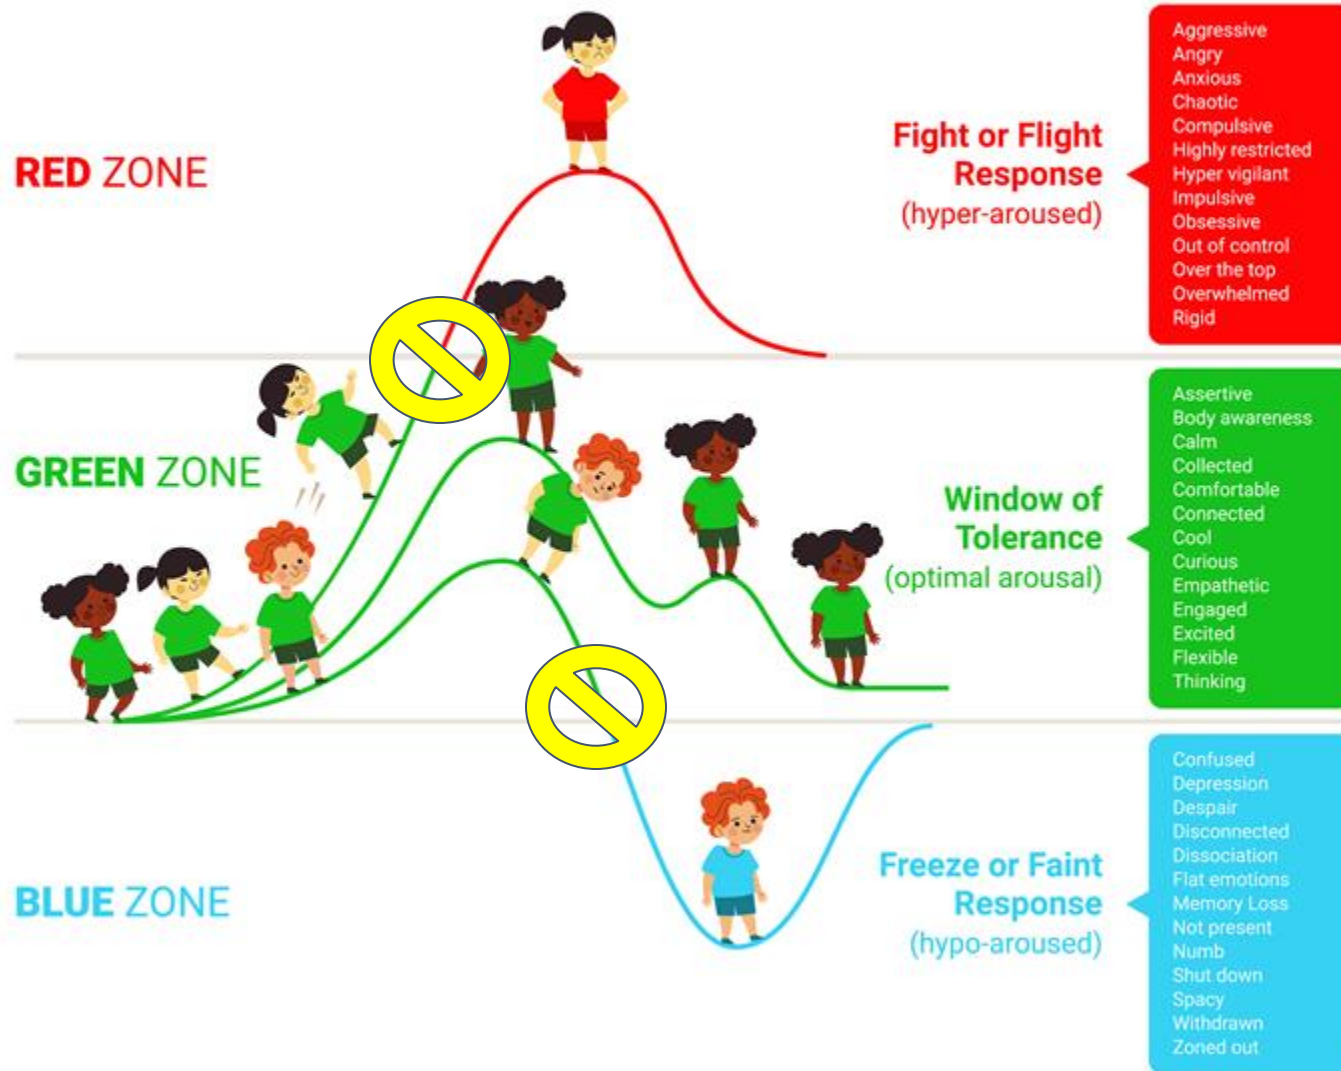 RED ZONE
Fight or Flight
Response
(hyper-aroused)
Aggressive
Angry
Anxious
Chaotic
Compulsive
Highly restricted
Hyper vigilant
Impulsive
Obsessive
Out of control
Over the top
Overwhelmed
Rigid
GREEN ZONE
Window of
Tolerance
(optimal arousal)
Assertive
Body awareness
Calm
Collected
Comfortable
Connected
Cool
Curious
Empathetic
Engaged
Excited
Flexible
Thinking
BLUE ZONE
Freeze or Faint
Response
(hypo-aroused)
Confused
Depression
Despair
Disconnected
Dissociation
Flat emotions
Memory Loss
Not present
Numb
Shut down
Spacy
Withdrawn
Zoned out